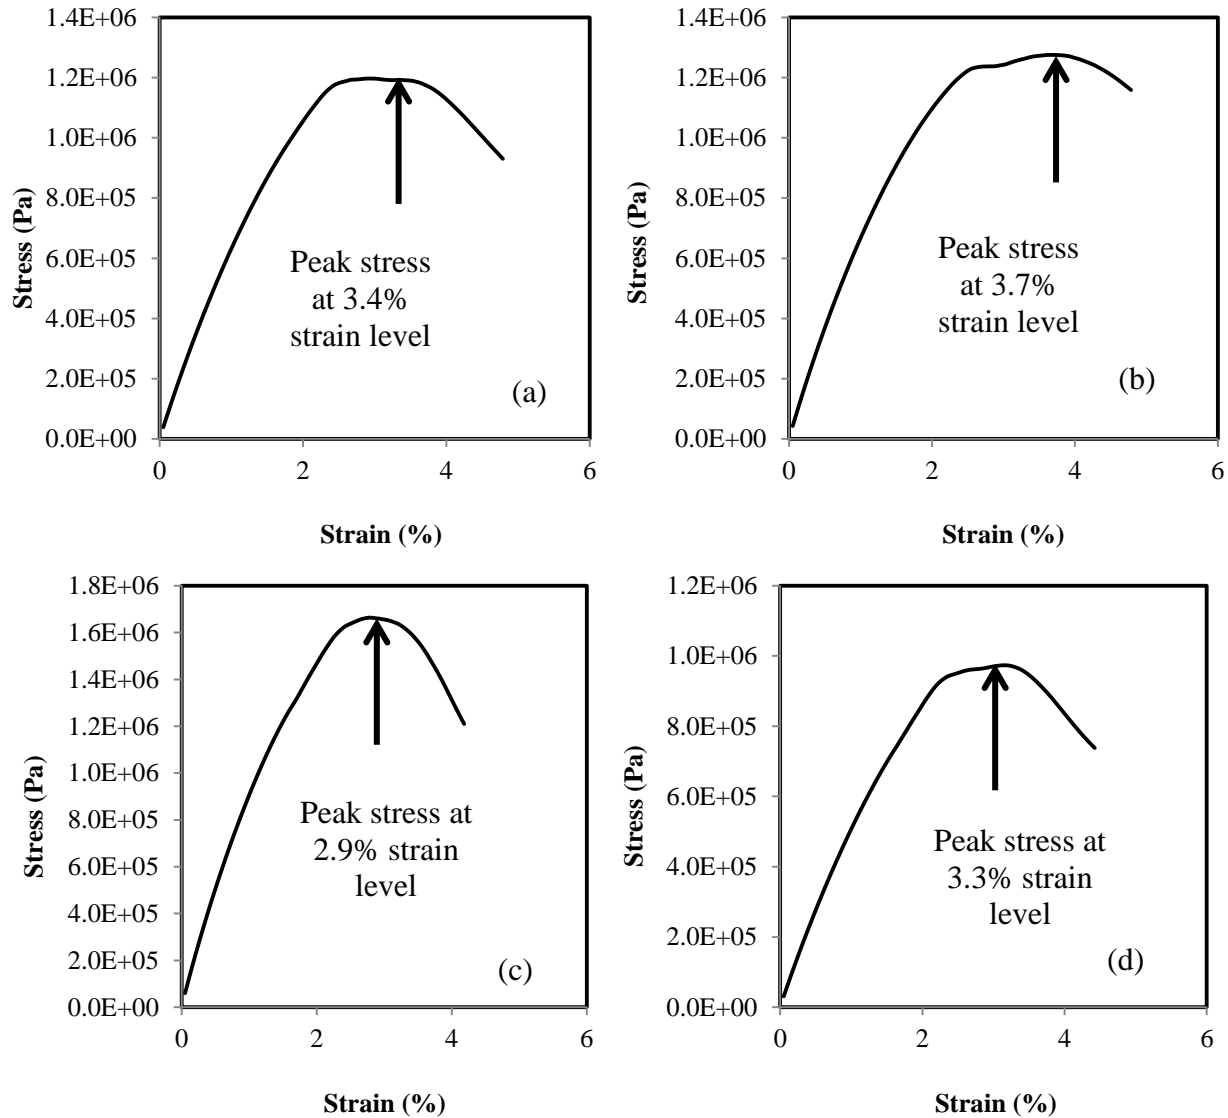 1.4E+06
1.2E+06
1.0E+06
8.0E+05
6.0E+05
4.0E+05
2.0E+05
0.0E+00
Stress (Pa)
Peak stress
at 3.4%
strain level
(a)
0 2 4 6
Strain (%)
1.4E+06
1.2E+06
1.0E+06
8.0E+05
6.0E+05
4.0E+05
2.0E+05
0.0E+00
Stress (Pa)
Peak stress
at 3.7%
strain level
(b)
0 2 4 6
Strain (%)
1.8E+06
1.6E+06
1.4E+06
1.2E+06
1.0E+06
8.0E+05
6.0E+05
4.0E+05
2.0E+05
0.0E+00
Stress (Pa)
Peak stress at
2.9% strain
level
(c)
0 2 4 6
Strain (%)
1.2E+06
1.0E+06
8.0E+05
6.0E+05
4.0E+05
2.0E+05
0.0E+00
Stress (Pa)
Peak stress at
3.3% strain
level
(d)
0 2 4 6
Strain (%)